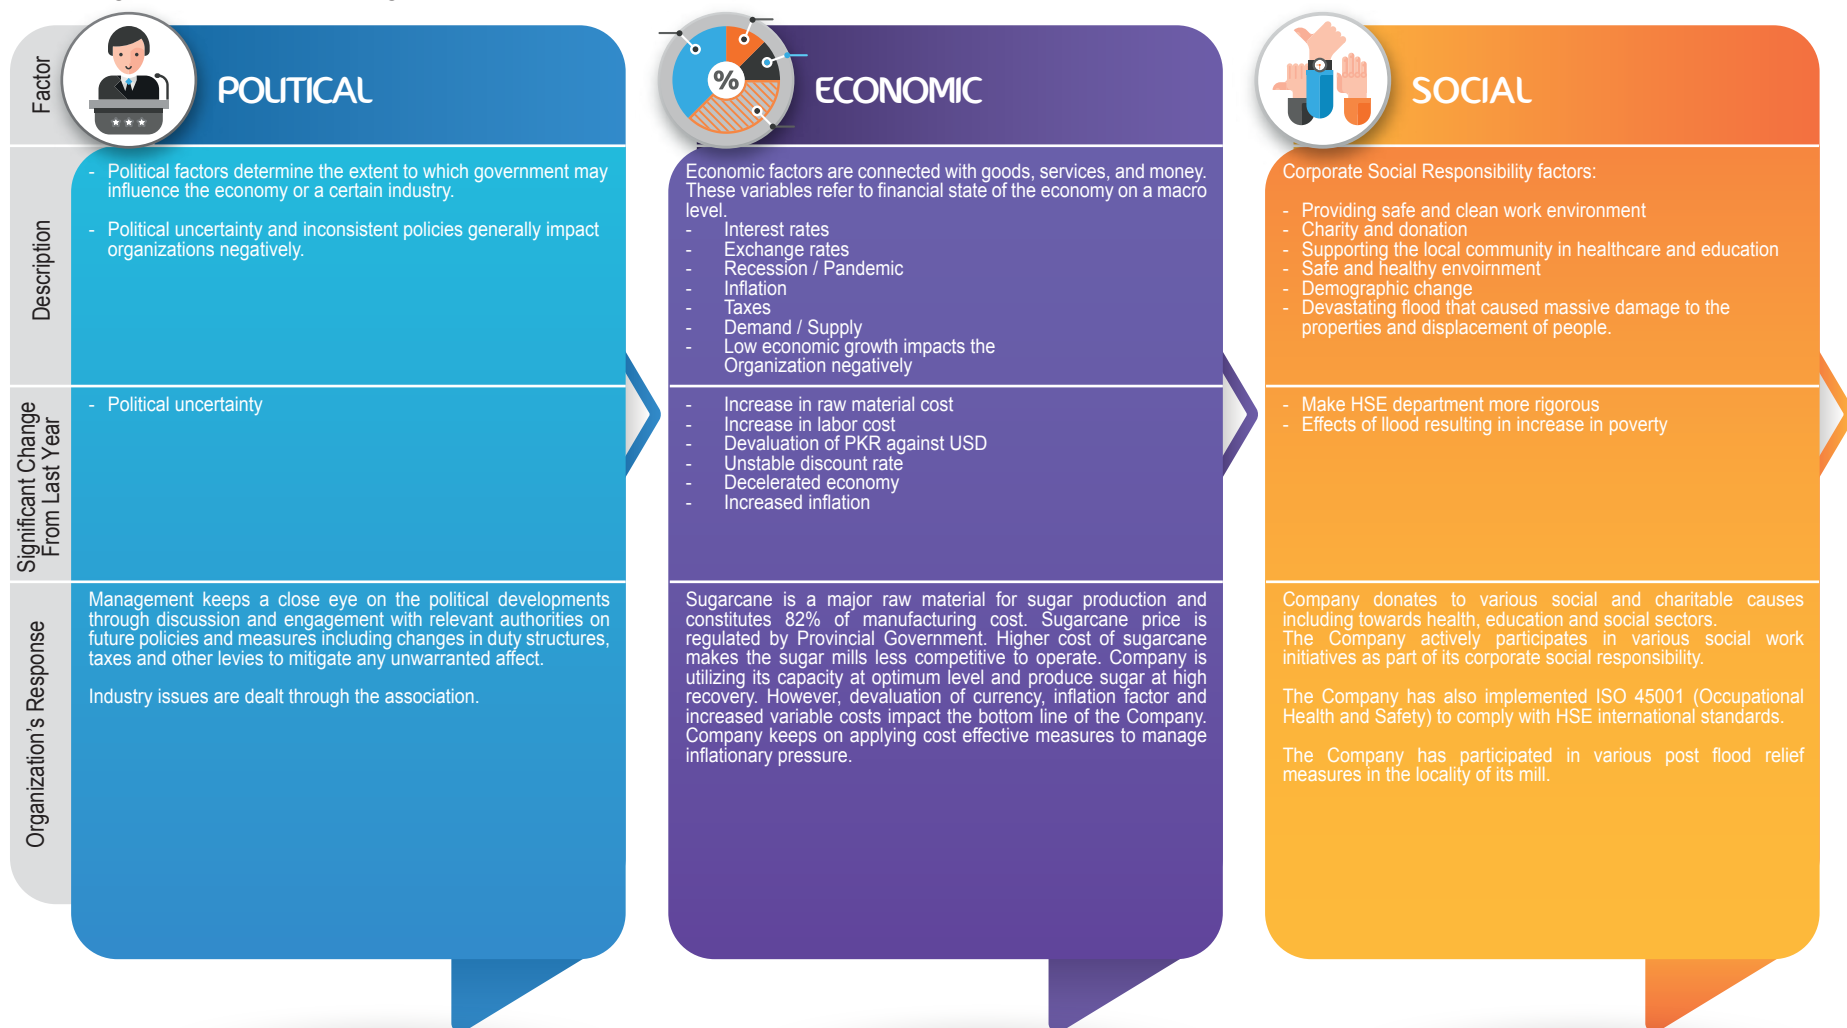 Factor
POLITICAL
ECONOMIC
SOCIAL
Description
- Political factors determine the extent to which government may
influence the economy or a certain industry.
- Political uncertainty and inconsistent policies generally impact
organizations negatively.
Economic factors are connected with goods, services, and money.
These variables refer to financial state of the economy on a macro
level.
- Interest rates
- Exchange rates
- Recession / Pandemic
- Inflation
- Taxes
- Demand / Supply
- Low economic growth impacts the
Organization negatively
Corporate Social Responsibility factors:
- Providing safe and clean work environment
- Charity and donation
- Supporting the local community in healthcare and education
- Safe and healthy envoirnment
- Demographic change
- Devastating flood that caused massive damage to the
properties and displacement of people.
Significant Change
From Last Year
- Political uncertainty
- Increase in raw material cost
- Increase in labor cost
- Devaluation of PKR against USD
- Unstable discount rate
- Decelerated economy
- Increased inflation
- Make HSE department more rigorous
- Effects of llood resulting in increase in poverty
Organization's Response
Management keeps a close eye on the political developments
through discussion and engagement with relevant authorities on
future policies and measures including changes in duty structures,
taxes and other levies to mitigate any unwarranted affect.
Industry issues are dealt through the association.
Sugarcane is a major raw material for sugar production and
constitutes 82% of manufacturing cost. Sugarcane price is
regulated by Provincial Government. Higher cost of sugarcane
makes the sugar mills less competitive to operate. Company is
utilizing its capacity at optimum level and produce sugar at high
recovery. However, devaluation of currency, inflation factor and
increased variable costs impact the bottom line of the Company.
Company keeps on applying cost effective measures to manage
inflationary pressure.
Company donates to various social and charitable causes
including towards health, education and social sectors.
The Company actively participates in various social work
initiatives as part of its corporate social responsibility.
The Company has also implemented ISO 45001 (Occupational
Health and Safety) to comply with HSE international standards.
The Company has participated in various post flood relief
measures in the locality of its mill.
%